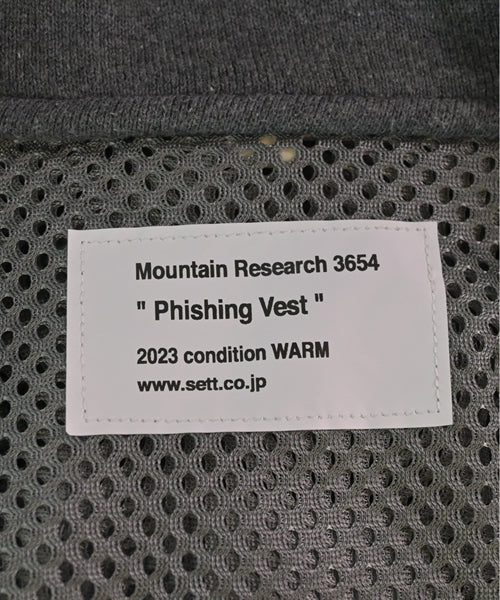 Mountain Research 3654
" Phishing Vest "
2023 condition WARM
www.sett.co.jp